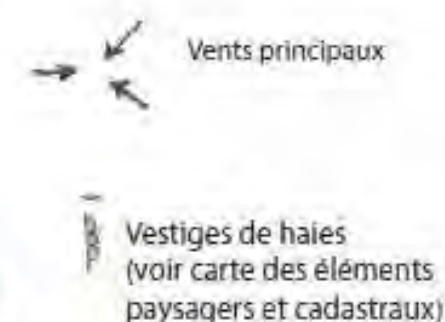 Vents principaux
Vestiges de haies
(voir carte des éléments
paysagers et cadastraux)